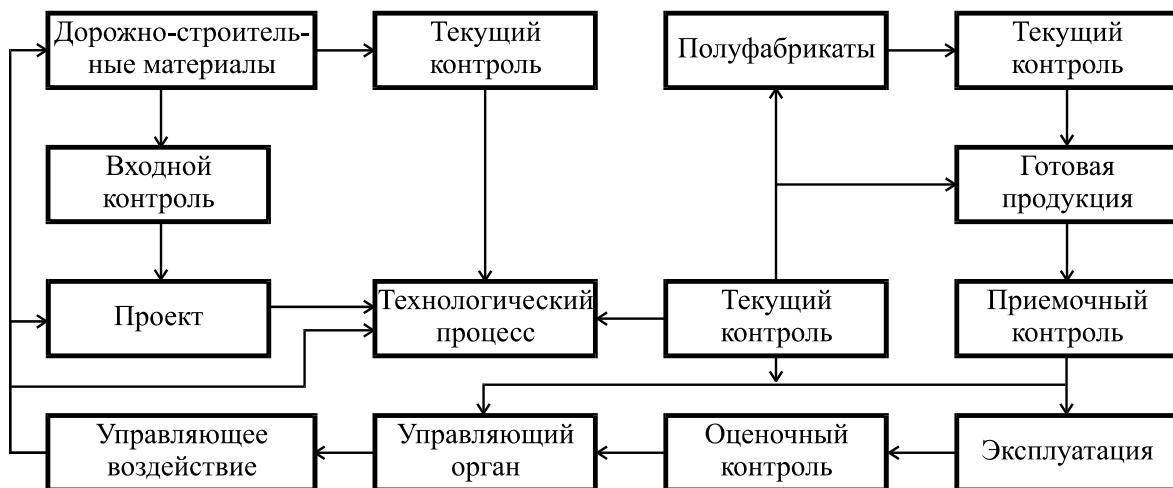 Дорожно-строитель-
ные материалы
Текущий
контроль
Полуфабрикаты
Текущий
контроль
Входной
контроль
Готовая
продукция
Проект
Технологический
процесс
Текущий
контроль
Приемочный
контроль
Управляющее
воздействие
Управляющий
орган
Оценочный
контроль
Эксплуатация